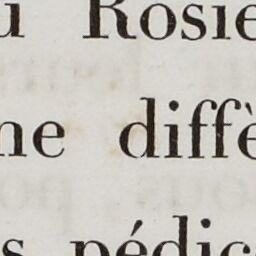 u Rosie
ne diffè
s pédic